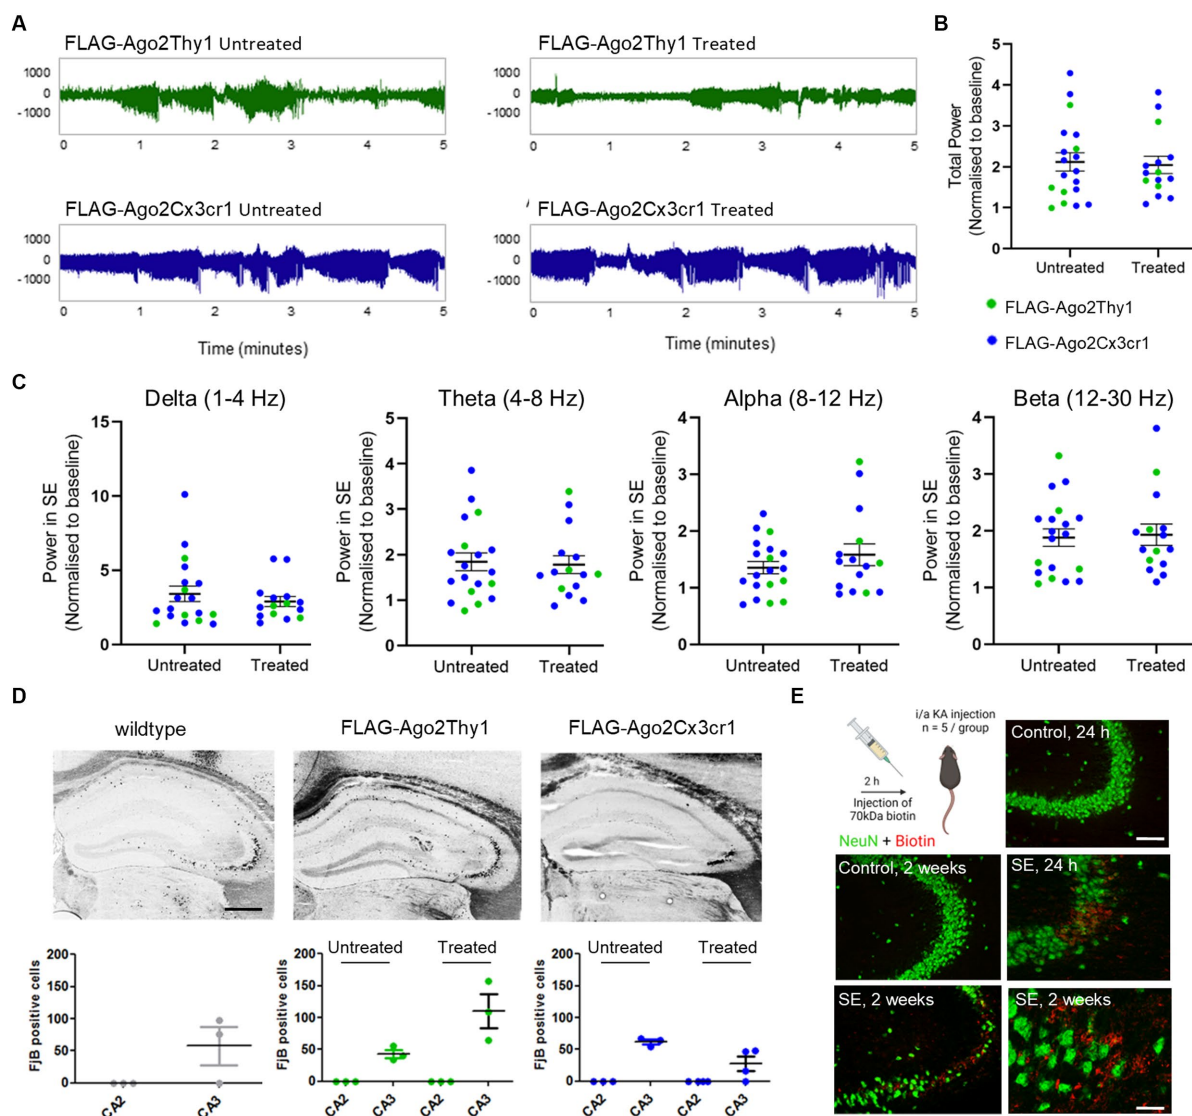 A
FLAG-Ago2Thy1 Untreated
1000
0
-1000
0 1 2 3 4 5
FLAG-Ago2Thy1 Treated
1000
0
-1000
0 1 2 3 4 5
FLAG-Ago2Cx3cr1 Untreated
1000
0
-1000
0 1 2 3 4 5
Time (minutes)
FLAG-Ago2Cx3cr1 Treated
1000
0
-1000
0 1 2 3 4 5
Time (minutes)
B
Total Power
(Normalised to baseline)
5
4
3
2
1
0
Untreated Treated
FLAG-Ago2Thy1
FLAG-Ago2Cx3cr1
C
Delta (1-4 Hz)
Power in SE
(Normalised to baseline)
15
10
5
0
Untreated Treated
Theta (4-8 Hz)
Power in SE
(Normalised to baseline)
5
4
3
2
1
0
Untreated Treated
Alpha (8-12 Hz)
Power in SE
(Normalised to baseline)
4
3
2
1
0
Untreated Treated
Beta (12-30 Hz)
Power in SE
(Normalised to baseline)
4
3
2
1
0
Untreated Treated
D
wildtype
FLAG-Ago2Thy1
FLAG-Ago2Cx3cr1
FjB positive cells
200
150
100
50
0
CA2 CA3
Untreated Treated
FjB positive cells
200
150
100
50
0
CA2 CA3 CA2 CA3
Untreated Treated
FjB positive cells
200
150
100
50
0
CA2 CA3 CA2 CA3
E
i/a KA injection
n = 5 / group
2 h
Injection of
70kDa biotin
NeuN + Biotin
Control, 24 h
Control, 2 weeks
SE, 24 h
SE, 2 weeks
SE, 2 weeks